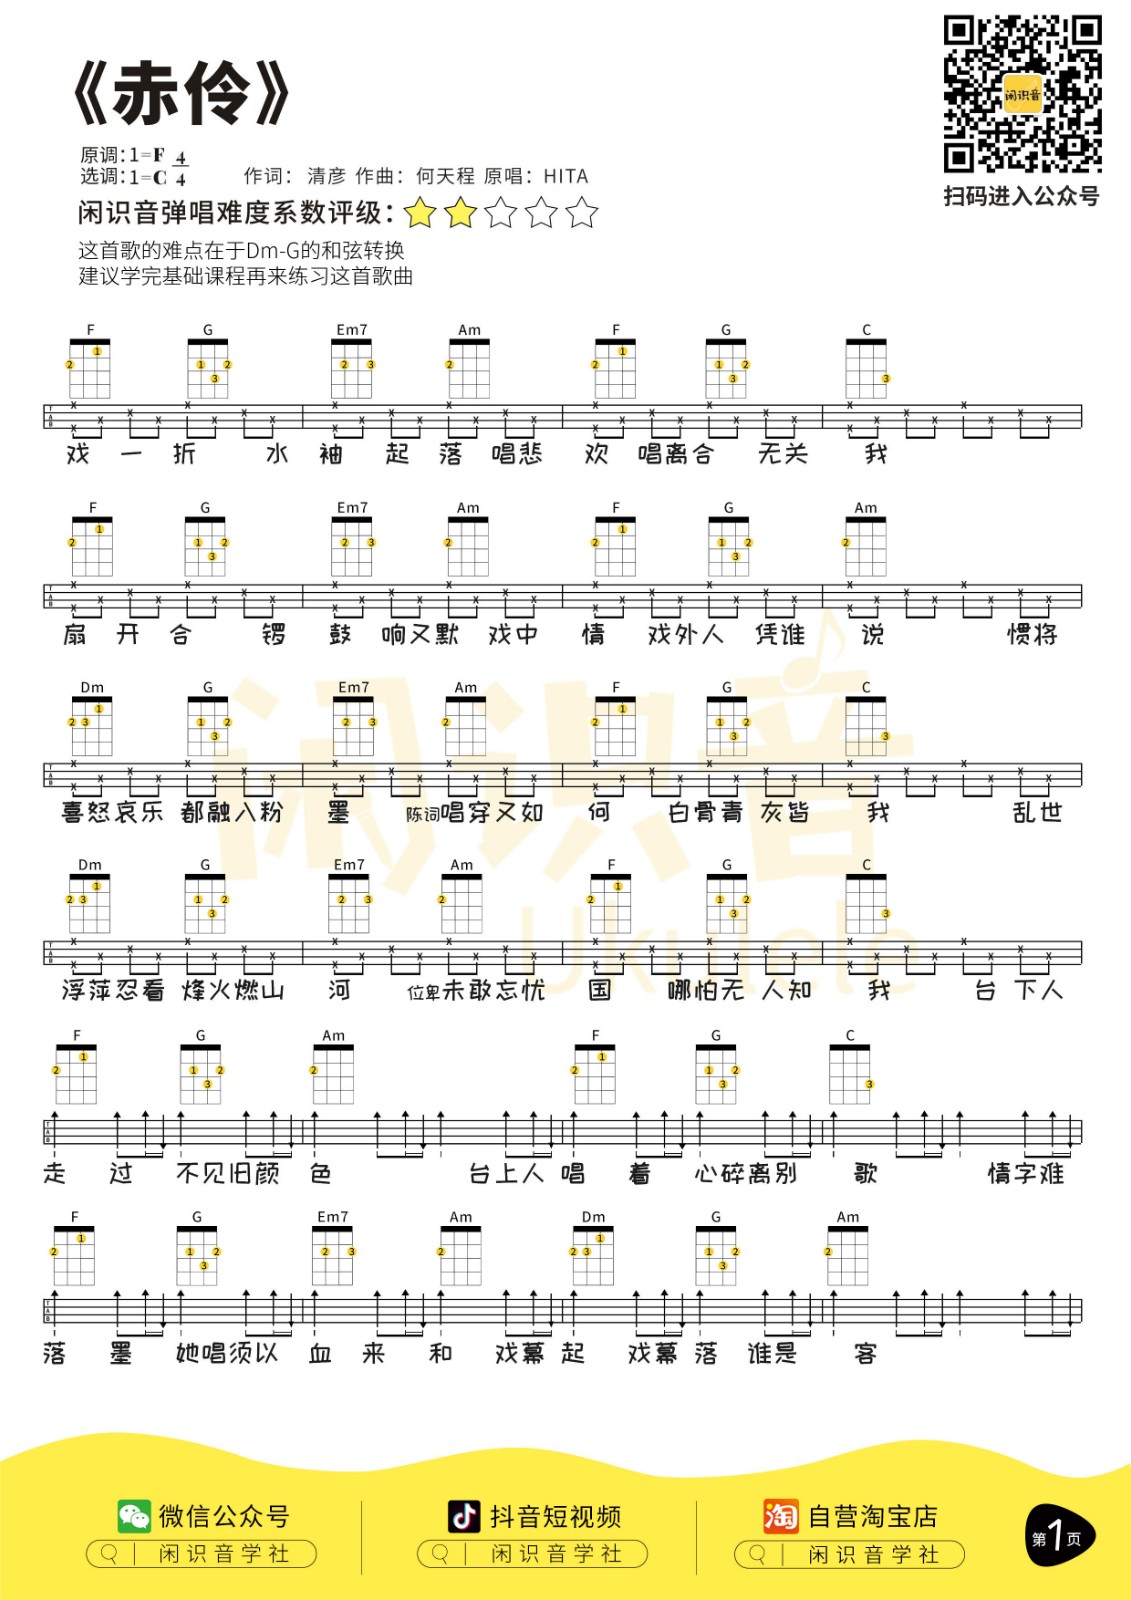 《赤伶》
闲识音
扫码进入公众号
原调:1=F 4
选调:1=C 4
作词： 清彦 作曲：何天程 原唱：HITA
闲识音弹唱难度系数评级：
这首歌的难点在于Dm-G的和弦转换
建议学完基础课程再来练习这首歌曲
F G Em7 Am F G C
戏 一 折 水 袖 起 落 唱悲 欢 唱离合 无关 我
F G Em7 Am F G Am
扇 开 合 锣 鼓 响又默 戏中 情 戏外人 凭谁 说 惯将
Dm G Em7 Am F G C
喜怒哀乐 都融入粉 墨 陈词唱穿又如 何 白骨青 灰皆 我 乱世
Dm G Em7 Am F G C
浮萍忍看 烽火燃山 河 位卑未敢忘忧 国 哪怕无 人知 我 台 下人
F G Am F G C
走 过 不见旧颜 色 台上人 唱 着 心碎离别 歌 情字难
F G Em7 Am Dm G Am
落 墨 她唱须以 血 来 和 戏幕 起 戏幕 落 谁是 客
闲识音
Ukulele
微信公众号 抖音短视频 自营淘宝店
闲识音学社 闲识音学社 闲识音学社
第1页